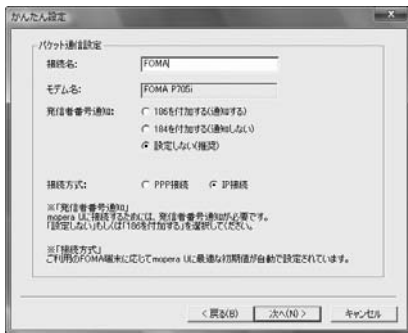 かんたん設定
パケット通信設定
接続名: FOMA
モデム名: FOMA P705i
発信者番号通知: 186を付加する(通知する)
184を付加する(通知しない)
設定しない(推奨)
接続方式: PPP接続 IP接続
※「発信者番号通知」
mopera Uに接続するためには、発信者番号通知が必要です。
「設定しない」もしくは「186を付加する」を選択してください。
※「接続方式」
ご利用のFOMA端末に応じてmopera Uに最適な初期値が自動で設定されています。
< 戻る(B) 次へ(N) > キャンセル